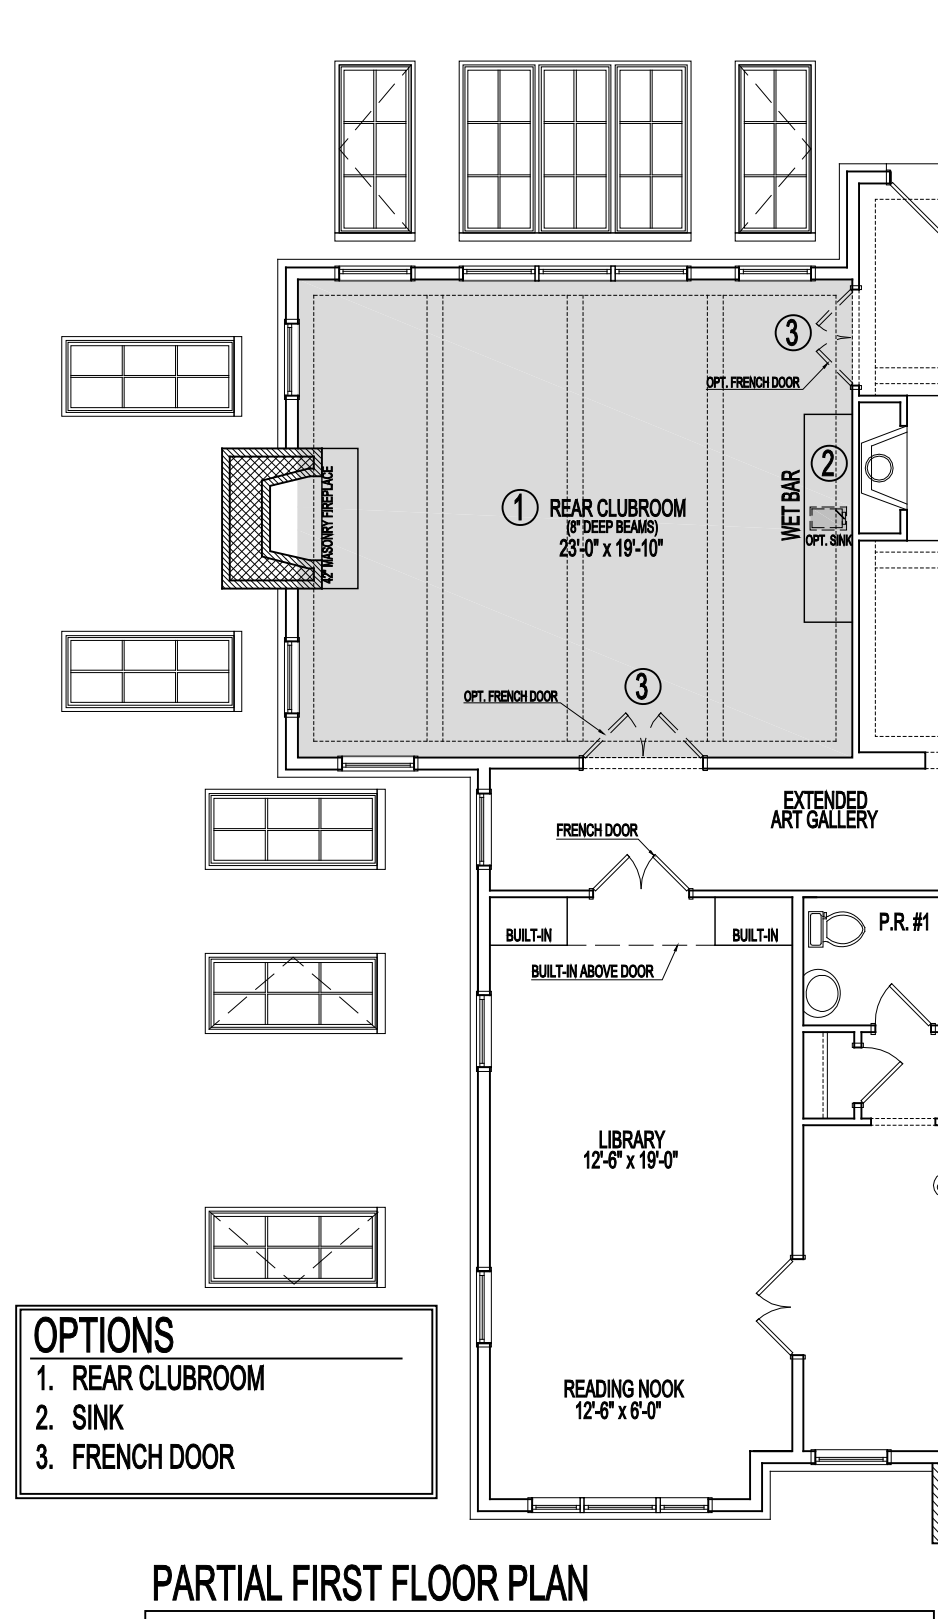 3
OPT. FRENCH DOOR
2
WET BAR
OPT. SINK
42" MASONRY FIREPLACE
1
REAR CLUBROOM
(8" DEEP BEAMS)
23'-0" x 19'-10"
3
OPT. FRENCH DOOR
EXTENDED
ART GALLERY
FRENCH DOOR
P.R. #1
BUILT-IN
BUILT-IN
BUILT-IN ABOVE DOOR
LIBRARY
12'-6" x 19'-0"
READING NOOK
12'-6" x 6'-0"
OPTIONS
1. REAR CLUBROOM
2. SINK
3. FRENCH DOOR
PARTIAL FIRST FLOOR PLAN